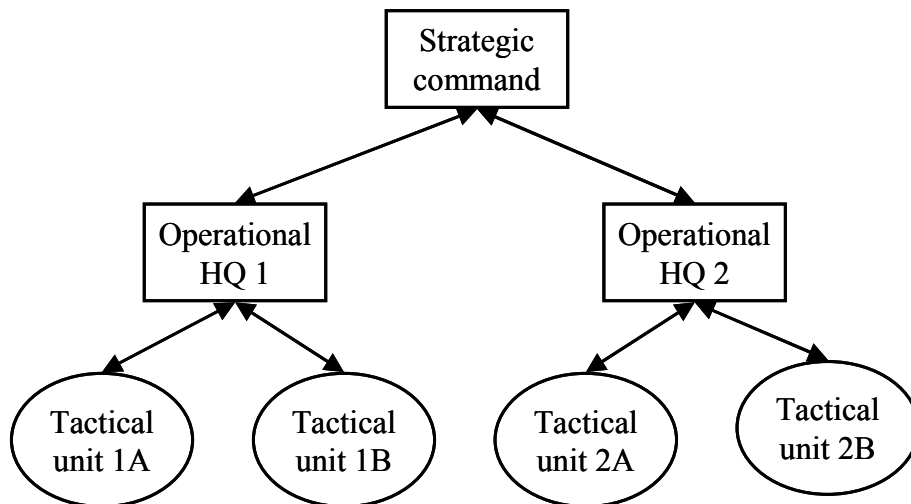 Strategic
command
Operational
HQ 1
Operational
HQ 2
Tactical
unit 1A
Tactical
unit 1B
Tactical
unit 2A
Tactical
unit 2B